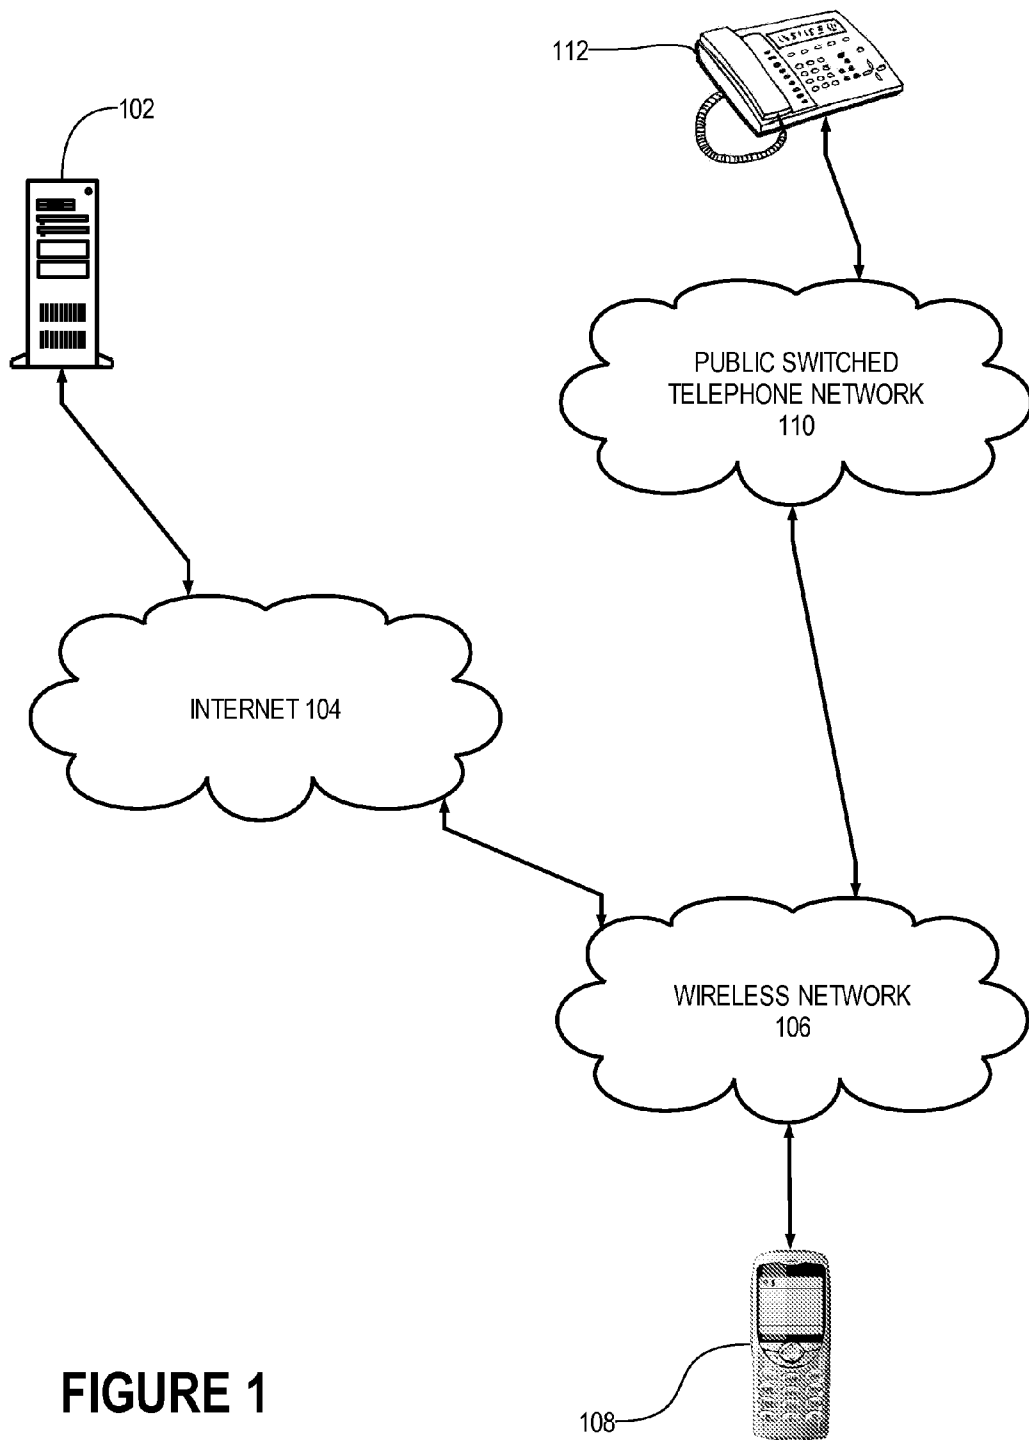 112
102
PUBLIC SWITCHED
TELEPHONE NETWORK
110
INTERNET 104
WIRELESS NETWORK
106
FIGURE 1
108